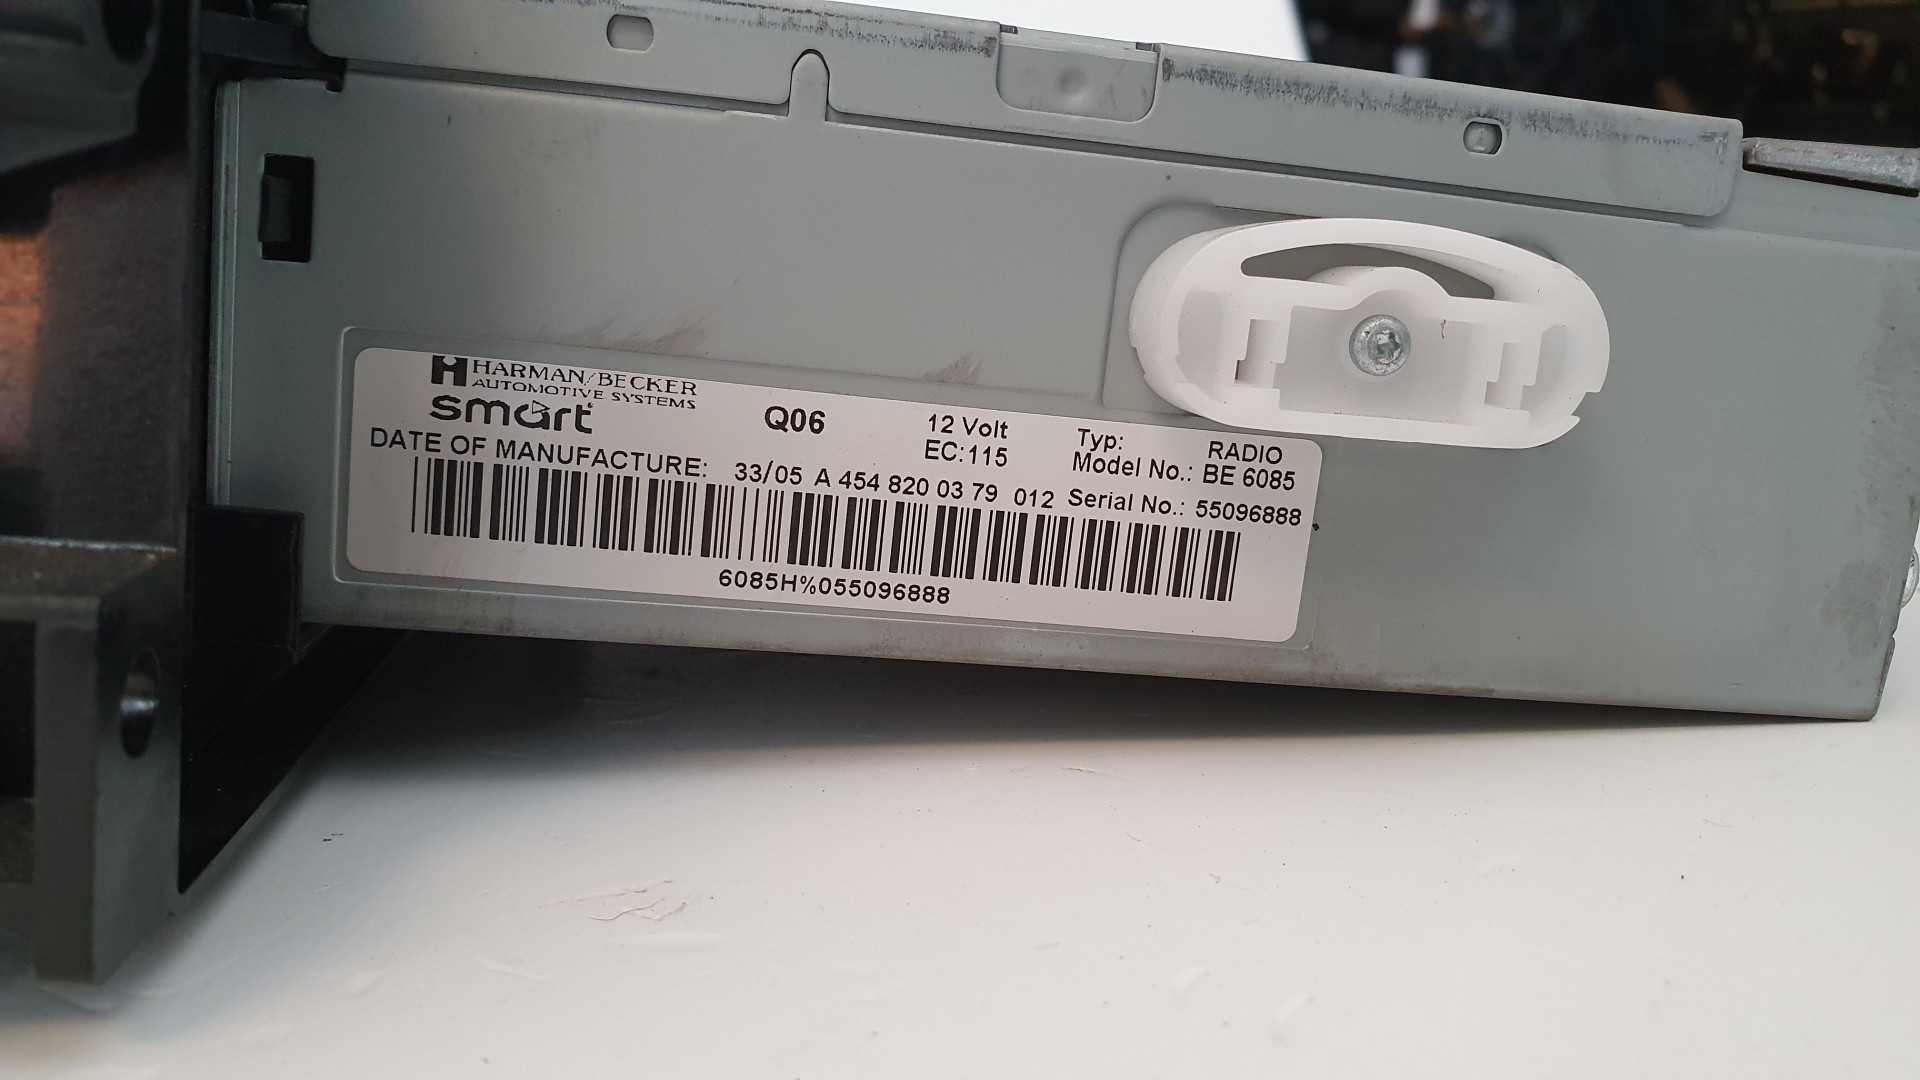 HARMAN/BECKER
AUTOMOTIVE SYSTEMS
smart Q06 12 Volt Typ: RADIO
EC:115 Model No.: BE 6085
DATE OF MANUFACTURE: 33/05 A 454 820 03 79 012 Serial No.: 55096888
6085H%055096888